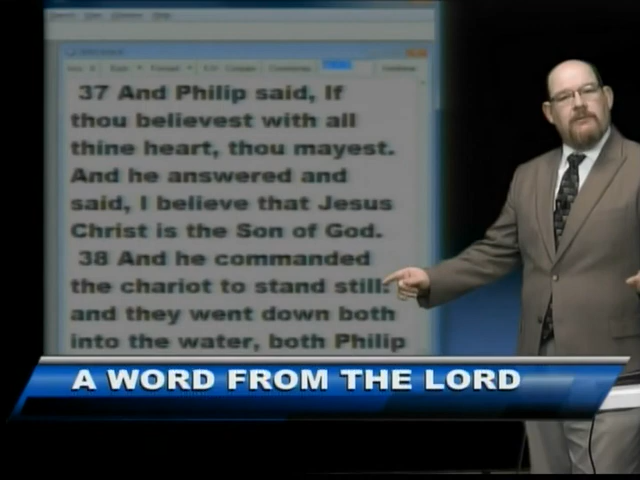 37 And Philip said, If
thou believest with all
thine heart, thou mayest.
And he answered and
said, I believe that Jesus
Christ is the Son of God.
38 And he commanded
the chariot to stand still:
and they went down both
into the water, both Philip
A WORD FROM THE LORD